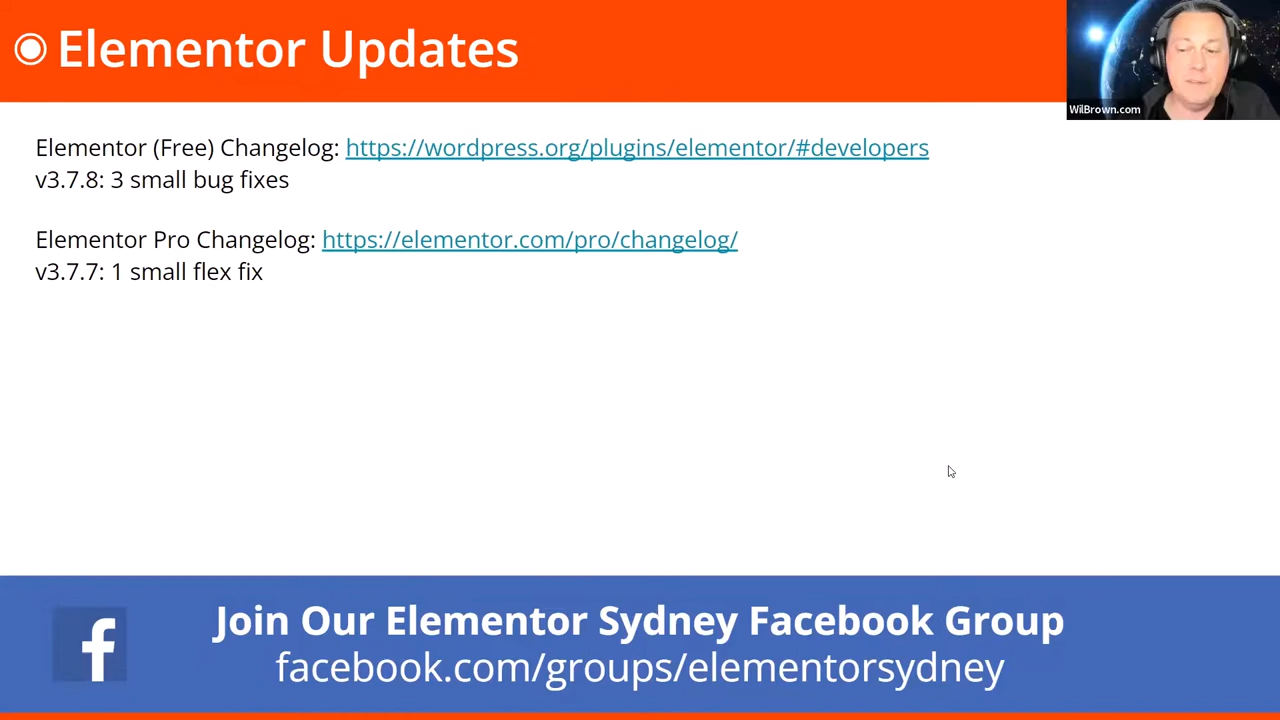 Elementor Updates
WilBrown.com
Elementor (Free) Changelog: https://wordpress.org/plugins/elementor/#developers
v3.7.8: 3 small bug fixes
Elementor Pro Changelog: https://elementor.com/pro/changelog/
v3.7.7: 1 small flex fix
Join Our Elementor Sydney Facebook Group
facebook.com/groups/elementorsydney